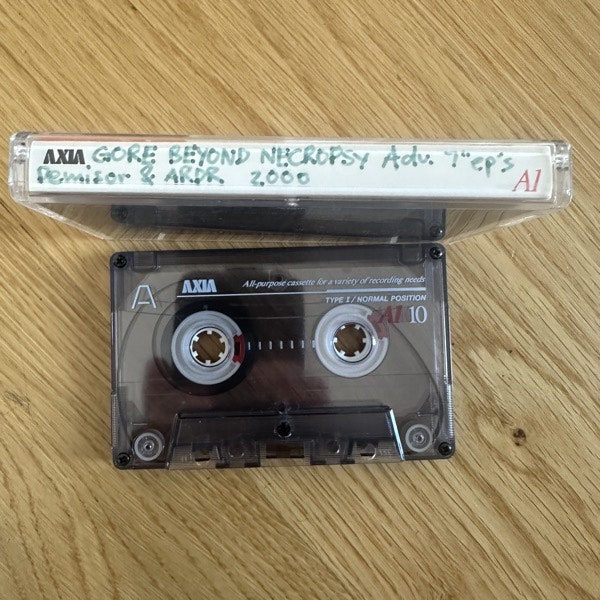 AXIA GORE BEYOND NECROPSY Adv. 7" ep's
Demisor & ARDR 2000
A1
A AXIA All-purpose cassette for a variety of recording needs
TYPE I / NORMAL POSITION
A1 10